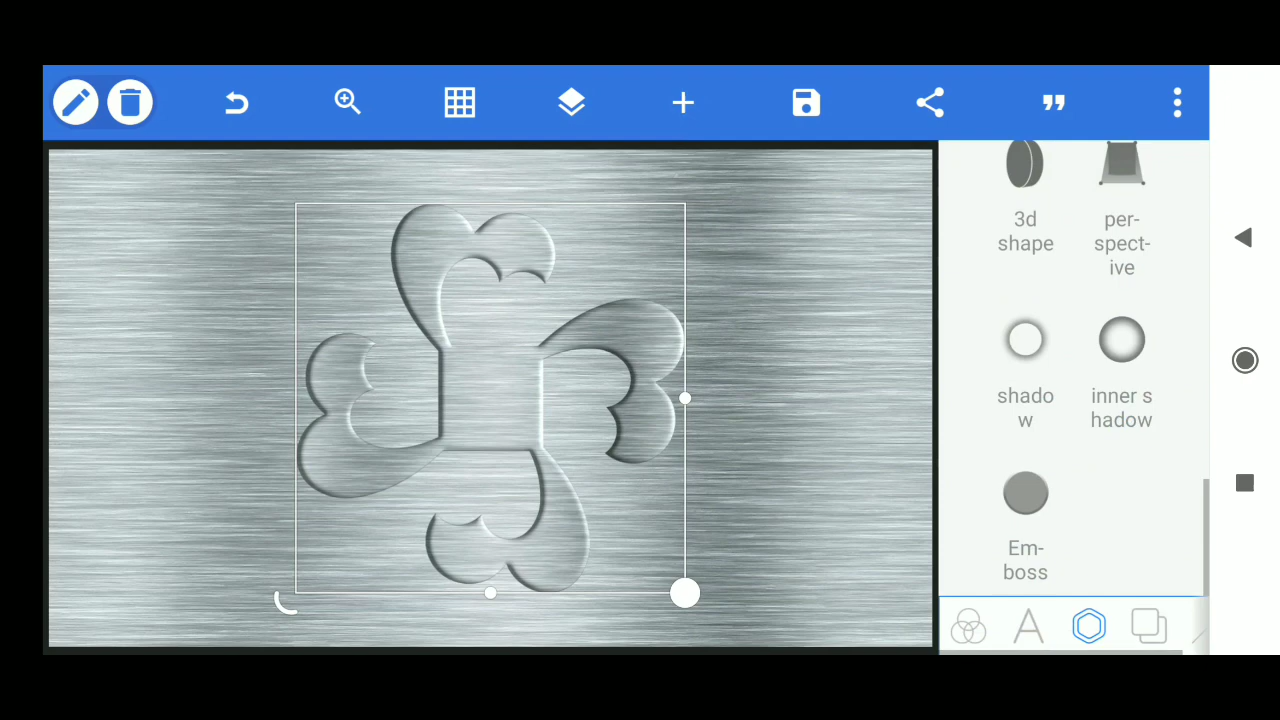 3d
shape
per-
spect-
ive
shado
w
inner s
hadow
Em-
boss